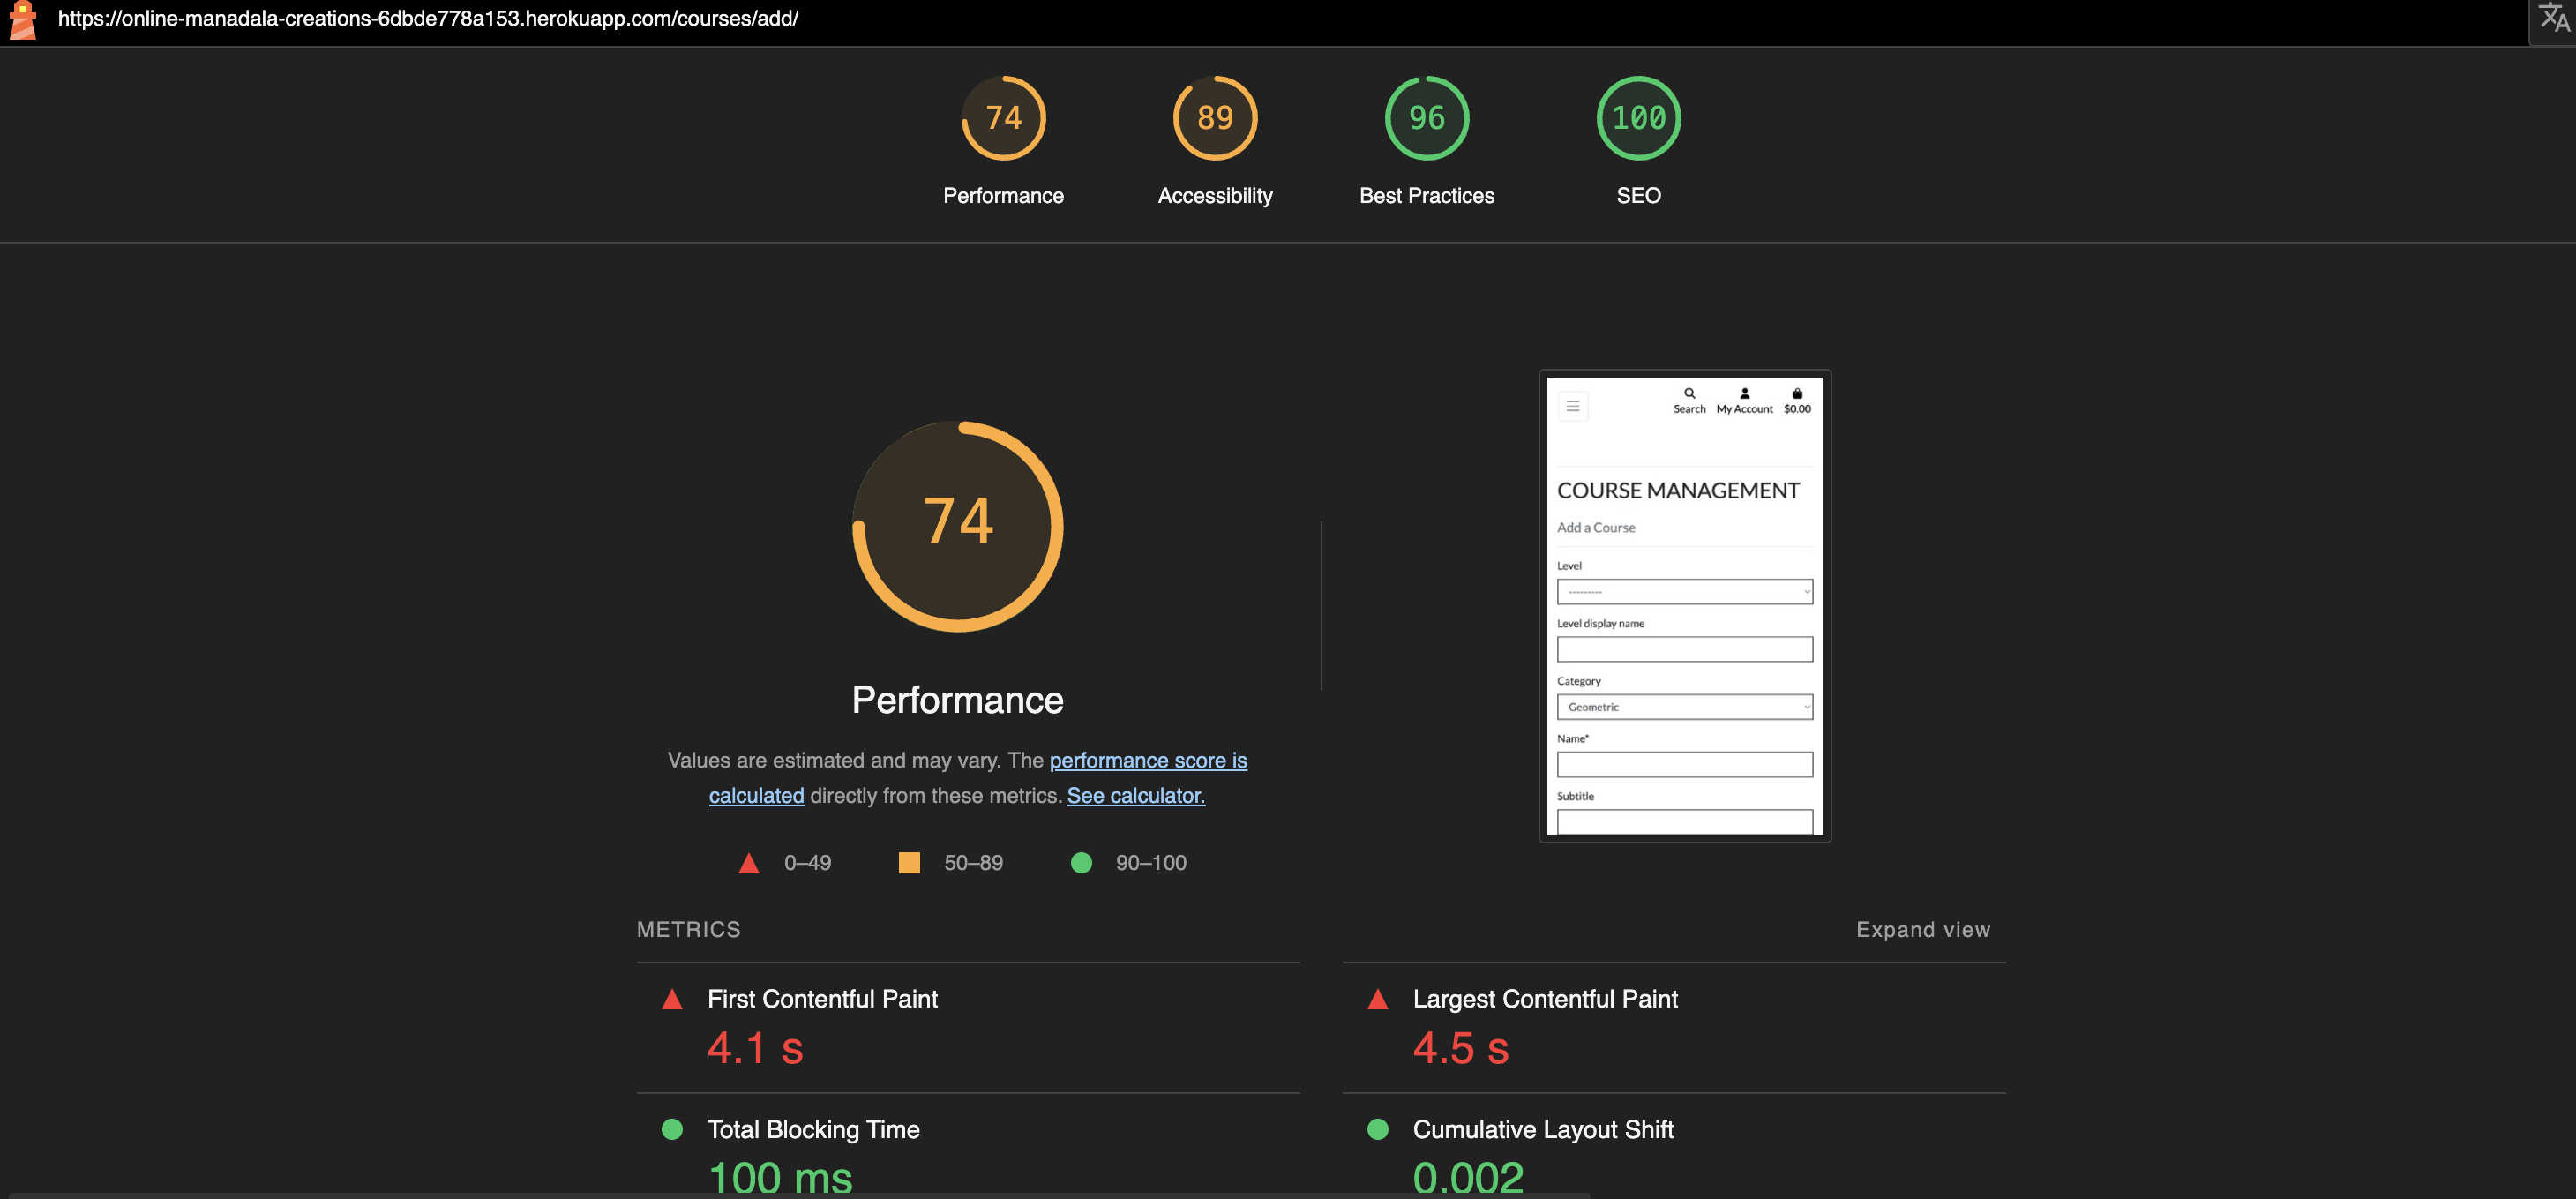 https://online-manadala-creations-6dbde778a153.herokuapp.com/courses/add/
文A
74
89
96
100
Performance
Accessibility
Best Practices
SEO
74
Performance
Values are estimated and may vary. The performance score is
calculated directly from these metrics. See calculator.
0–49
50–89
90–100
Search
My Account
$0.00
COURSE MANAGEMENT
Add a Course
Level
---------
Level display name
Category
Geometric
Name*
Subtitle
METRICS
Expand view
First Contentful Paint
4.1 s
Largest Contentful Paint
4.5 s
Total Blocking Time
100 ms
Cumulative Layout Shift
0.002